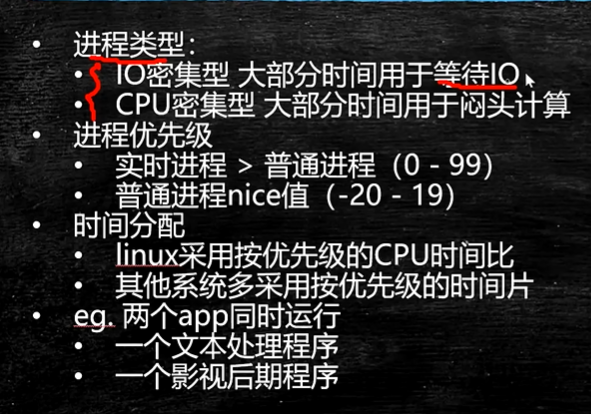 • 进程类型：
• IO密集型 大部分时间用于等待IO
• CPU密集型 大部分时间用于闷头计算
• 进程优先级
• 实时进程 > 普通进程（0 - 99）
• 普通进程nice值（-20 - 19）
• 时间分配
• linux采用按优先级的CPU时间比
• 其他系统多采用按优先级的时间片
• eg. 两个app同时运行
• 一个文本处理程序
• 一个影视后期程序